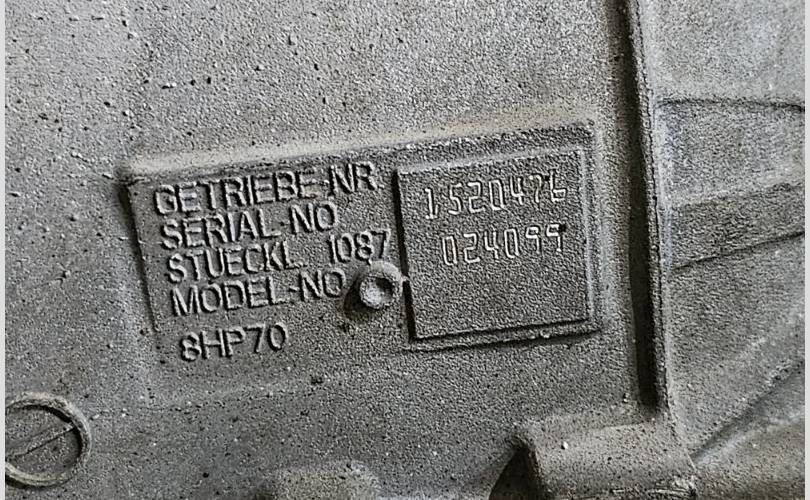 GETRIEBE-NR
SERIAL-NO
STUECKL. 1087
MODEL-NO
8HP70
1520476
024099